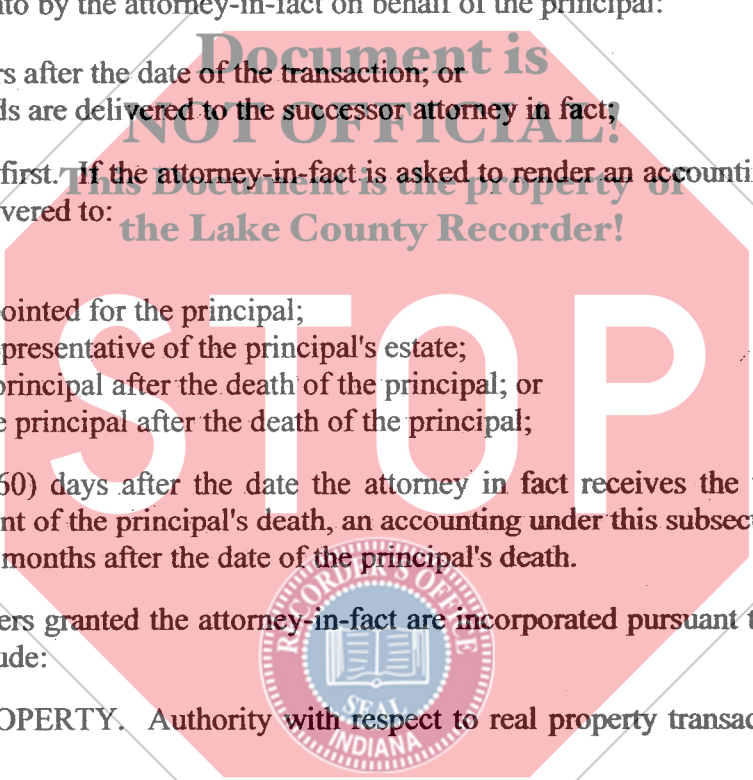 nto by the attorney-in-fact on behalf of the principal:
Document is
rs after the date of the transaction; or
ds are delivered to the successor attorney in fact;
NOT OFFICIAL!
first. If the attorney-in-fact is asked to render an accounti
This Document is the property of
vered to:
the Lake County Recorder!
ointed for the principal;
presentative of the principal's estate;
principal after the death of the principal; or
e principal after the death of the principal;
STOP
60) days after the date the attorney in fact receives the
nt of the principal's death, an accounting under this subsec
months after the date of the principal's death.
ers granted the attorney-in-fact are incorporated pursuant t
ude:
RECORDER'S OFFICE
SEAL
INDIANA
OPERTY. Authority with respect to real property transac